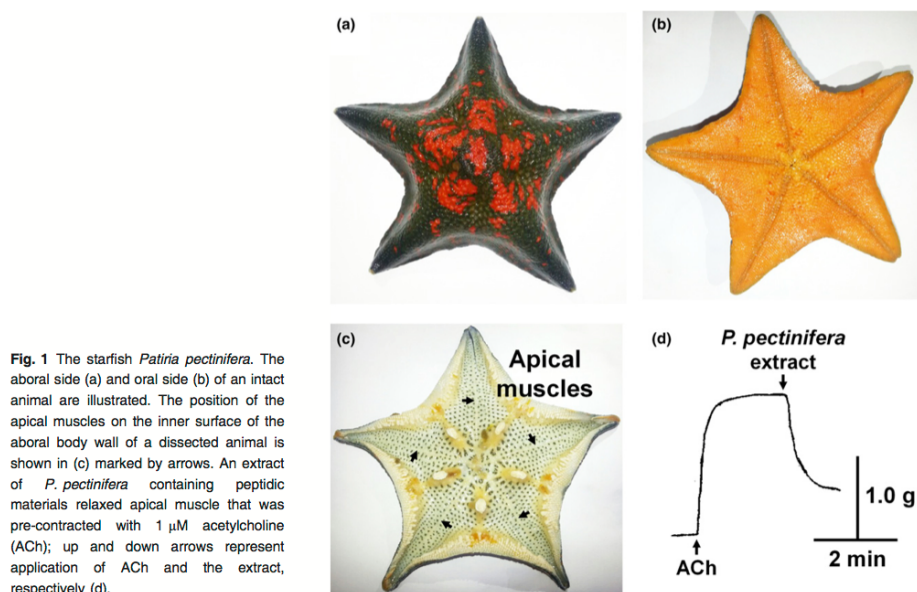 (a)
(b)
Fig. 1 The starfish Patiria pectinifera. The
aboral side (a) and oral side (b) of an intact
animal are illustrated. The position of the
apical muscles on the inner surface of the
aboral body wall of a dissected animal is
shown in (c) marked by arrows. An extract
of P. pectinifera containing peptidic
materials relaxed apical muscle that was
pre-contracted with 1 μM acetylcholine
(ACh); up and down arrows represent
application of ACh and the extract,
respectively (d).
(c)
Apical
muscles
(d)
P. pectinifera
extract
1.0 g
2 min
ACh